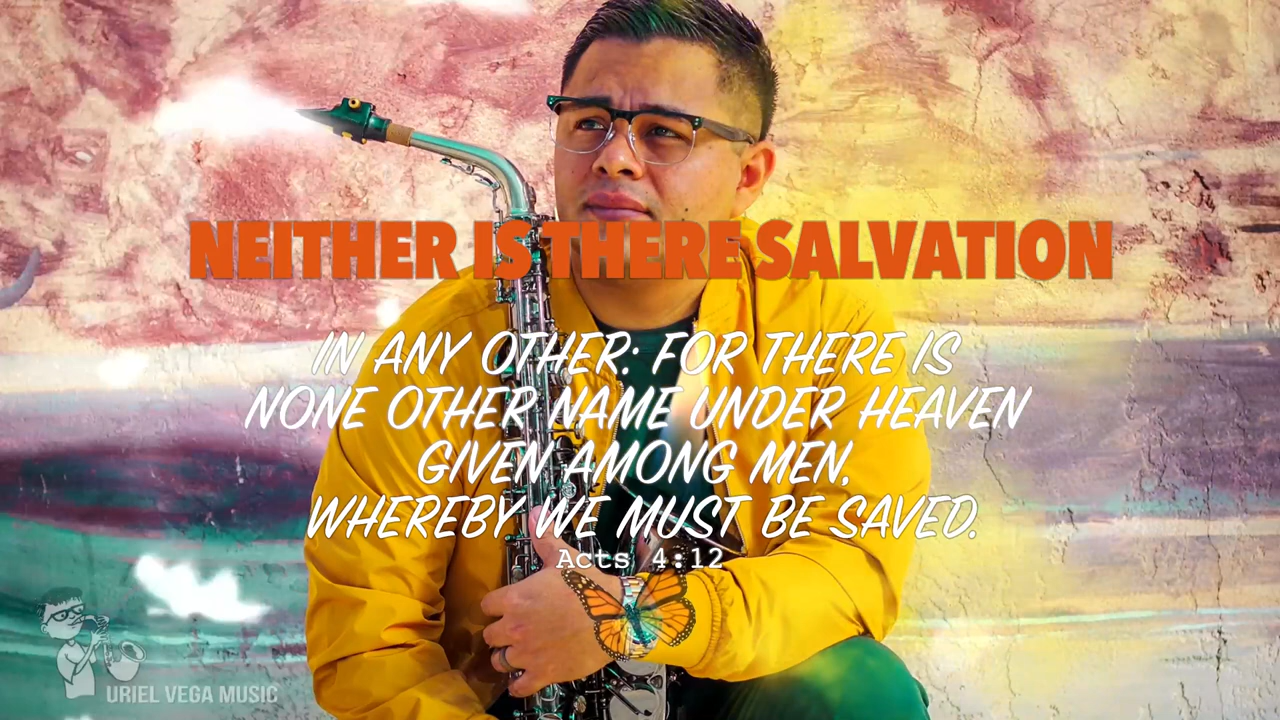 NEITHER IS THERE SALVATION
IN ANY OTHER: FOR THERE IS
NONE OTHER NAME UNDER HEAVEN
GIVEN AMONG MEN,
WHEREBY WE MUST BE SAVED.
Acts 4:12
URIEL VEGA MUSIC